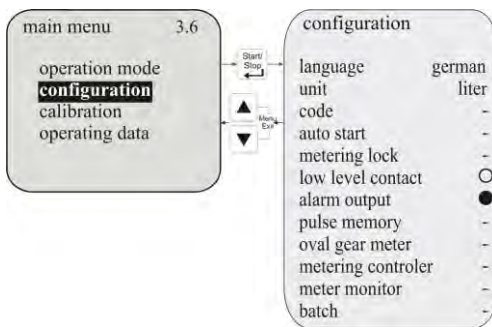 main menu 3.6
operation mode
configuration
calibration
operating data
Start/
Stop
Menu
Exit
configuration
language german
unit liter
code -
auto start -
metering lock -
low level contact
alarm output
pulse memory -
oval gear meter -
metering controler -
meter monitor -
batch -